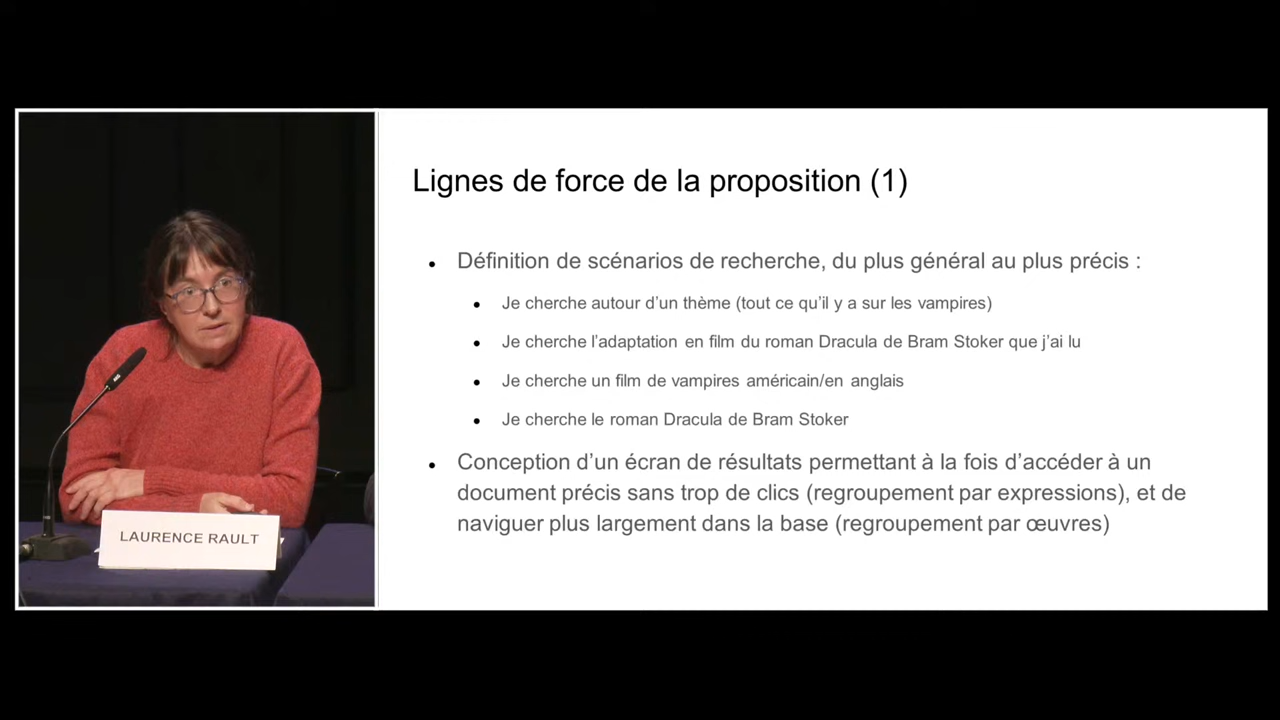 Lignes de force de la proposition (1)
Définition de scénarios de recherche, du plus général au plus précis :
Je cherche autour d'un thème (tout ce qu'il y a sur les vampires)
Je cherche l'adaptation en film du roman Dracula de Bram Stoker que j'ai lu
Je cherche un film de vampires américain/en anglais
Je cherche le roman Dracula de Bram Stoker
Conception d'un écran de résultats permettant à la fois d'accéder à un
document précis sans trop de clics (regroupement par expressions), et de
naviguer plus largement dans la base (regroupement par œuvres)
LAURENCE RAULT